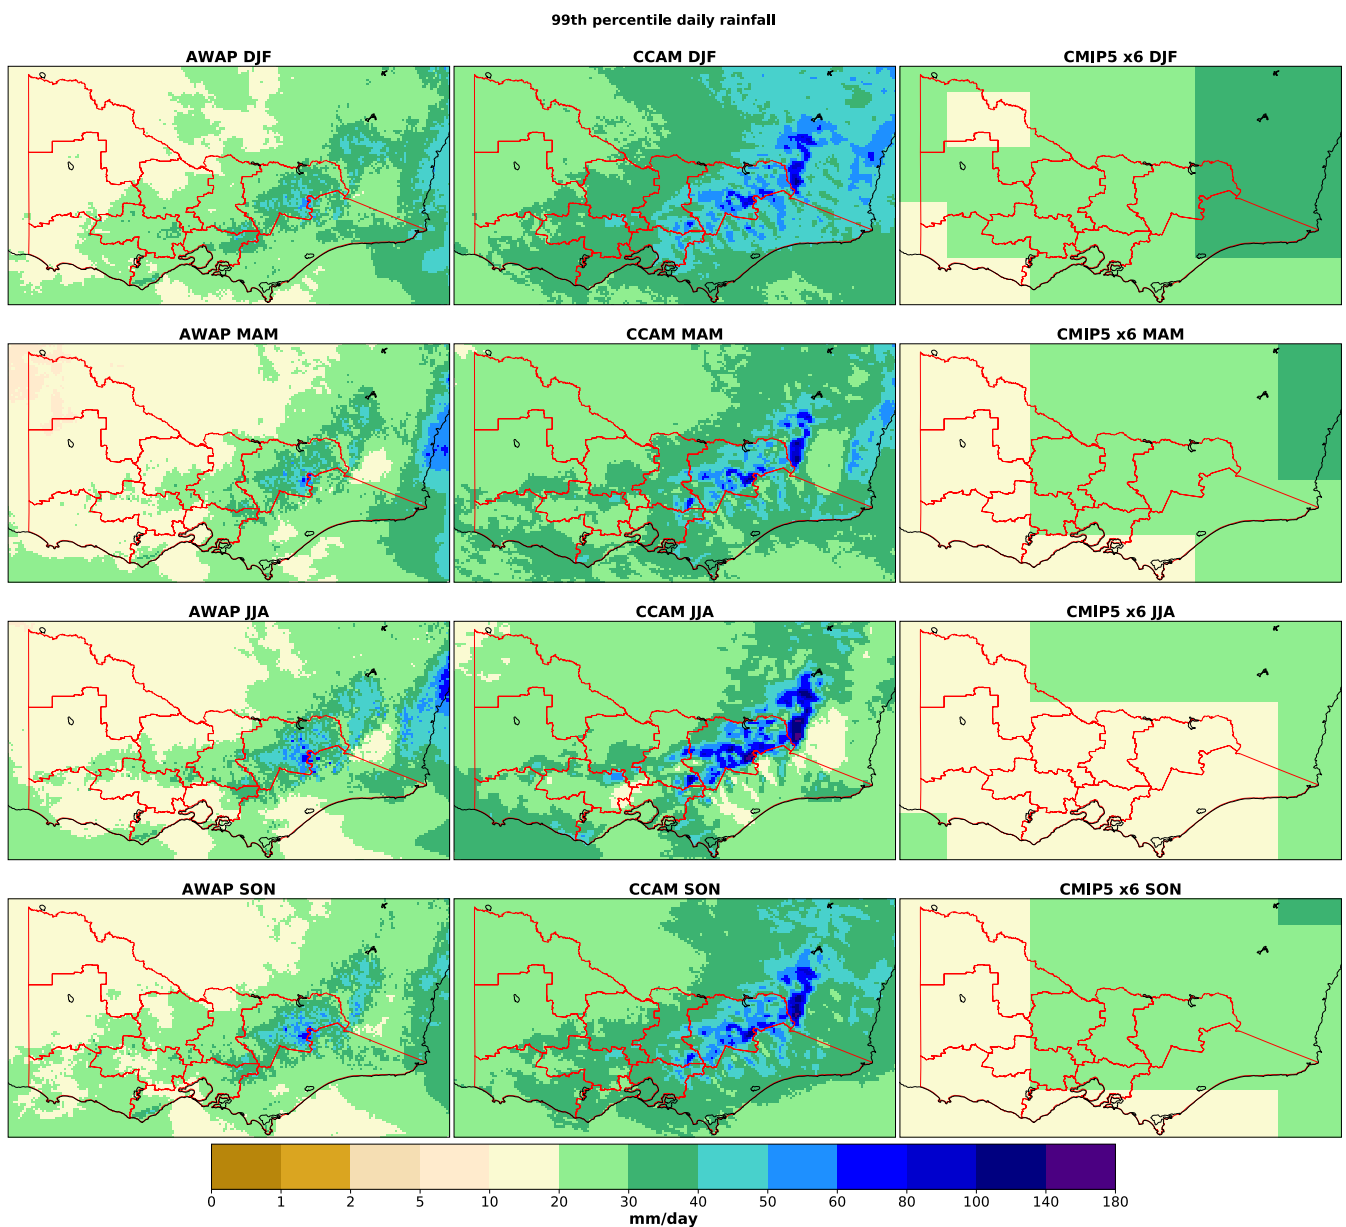 99th percentile daily rainfall
AWAP DJF
CCAM DJF
CMIP5 x6 DJF
AWAP MAM
CCAM MAM
CMIP5 x6 MAM
AWAP JJA
CCAM JJA
CMIP5 x6 JJA
AWAP SON
CCAM SON
CMIP5 x6 SON
0 1 2 5 10 20 30 40 50 60 80 100 140 180
mm/day